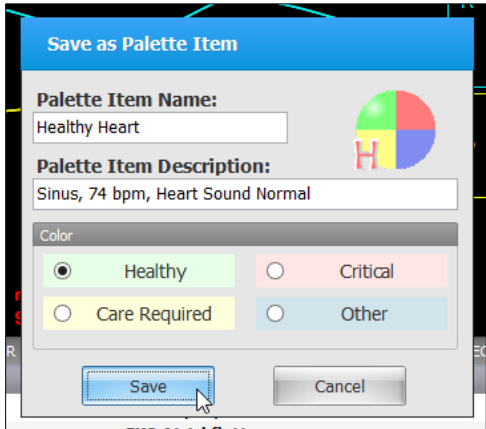 Save as Palette Item
Palette Item Name:
Healthy Heart
H
Palette Item Description:
Sinus, 74 bpm, Heart Sound Normal
Color
Healthy
Critical
Care Required
Other
Save
Cancel